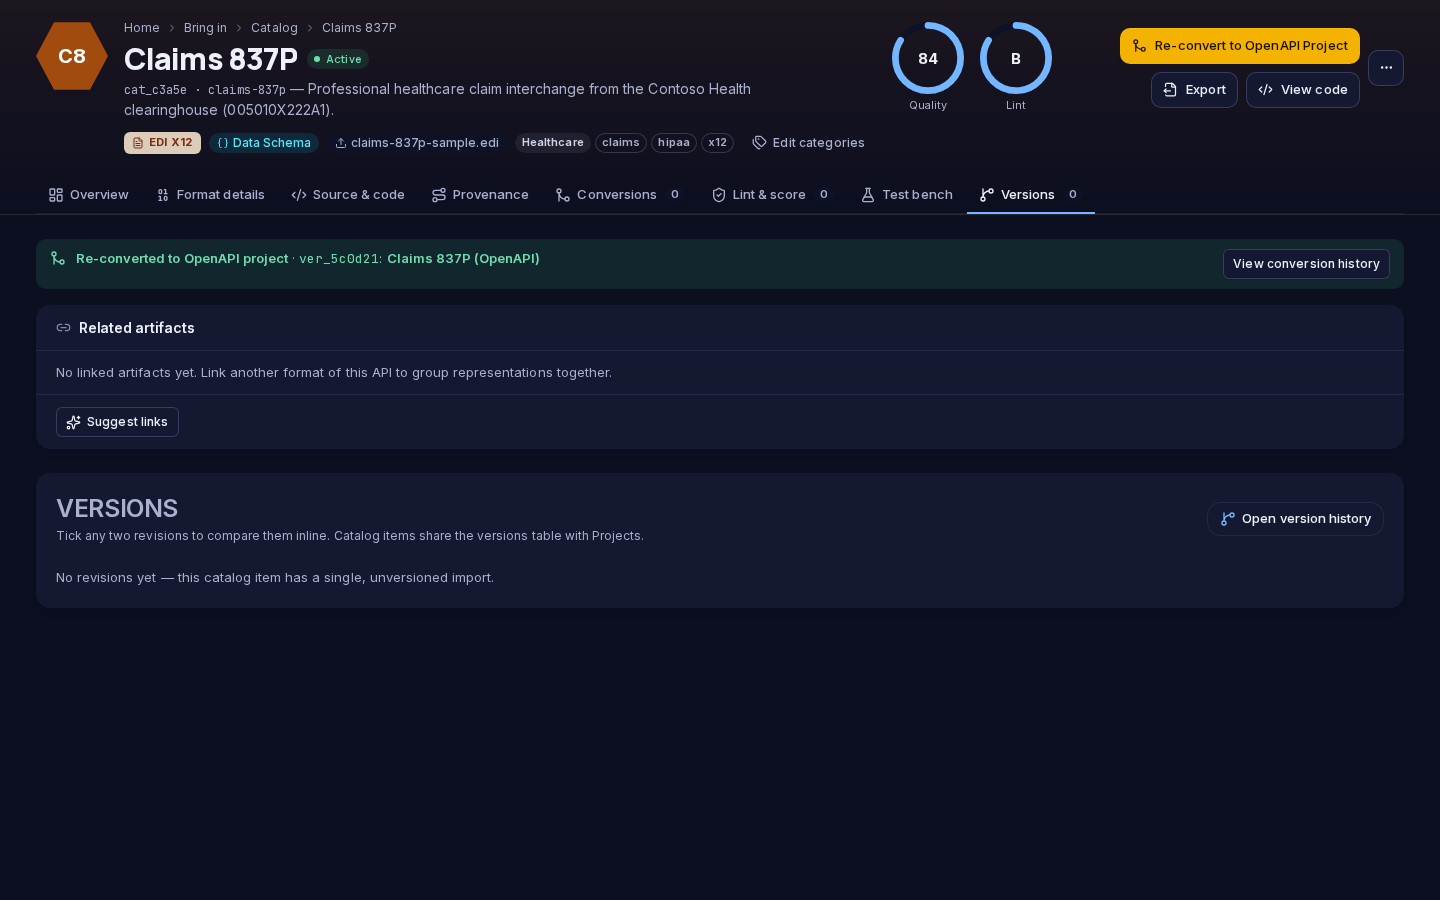 Home > Bring in > Catalog > Claims 837P
C8
Claims 837P
Active
cat_c3a5e · claims-837p — Professional healthcare claim interchange from the Contoso Health
clearinghouse (005010X222A1).
EDI X12
Data Schema
claims-837p-sample.edi
Healthcare
claims
hipaa
x12
Edit categories
84
Quality
B
Lint
Re-convert to OpenAPI Project
Export
View code
Overview
Format details
Source & code
Provenance
Conversions 0
Lint & score 0
Test bench
Versions 0
Re-converted to OpenAPI project · ver_5c0d21: Claims 837P (OpenAPI)
View conversion history
Related artifacts
No linked artifacts yet. Link another format of this API to group representations together.
Suggest links
VERSIONS
Tick any two revisions to compare them inline. Catalog items share the versions table with Projects.
Open version history
No revisions yet — this catalog item has a single, unversioned import.